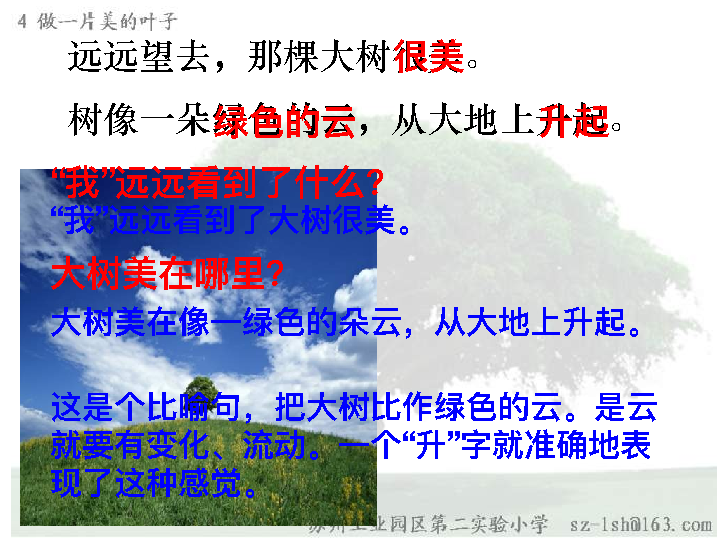 4 做一片美的叶子
远远望去，那棵大树很美。
树像一朵绿色的云，从大地上升起。
“我”远远看到了什么？
“我”远远看到了大树很美。
大树美在哪里？
大树美在像一绿色的朵云，从大地上升起。
这是个比喻句，把大树比作绿色的云。是云
就要有变化、流动。一个“升”字就准确地表
现了这种感觉。
苏州工业园区第二实验小学 sz-lsh@163.com